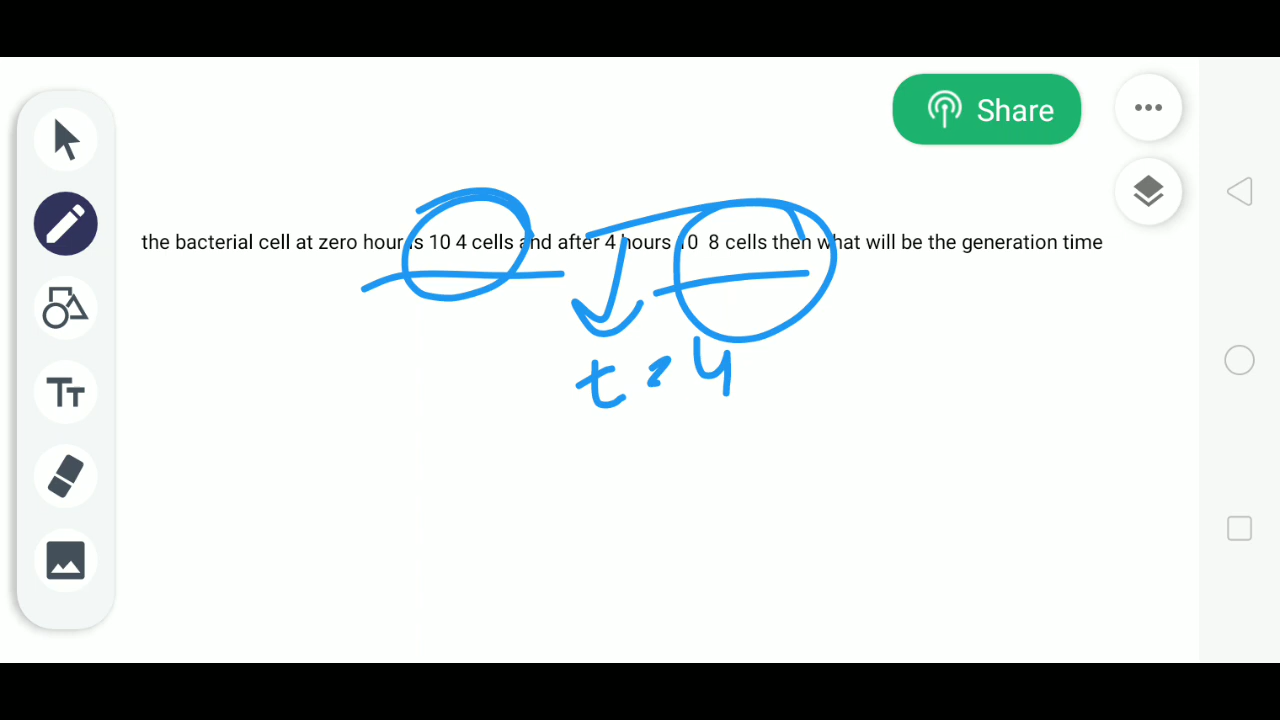 Share
the bacterial cell at zero hour is 10 4 cells and after 4 hours 10 8 cells then what will be the generation time
t = 4
TT